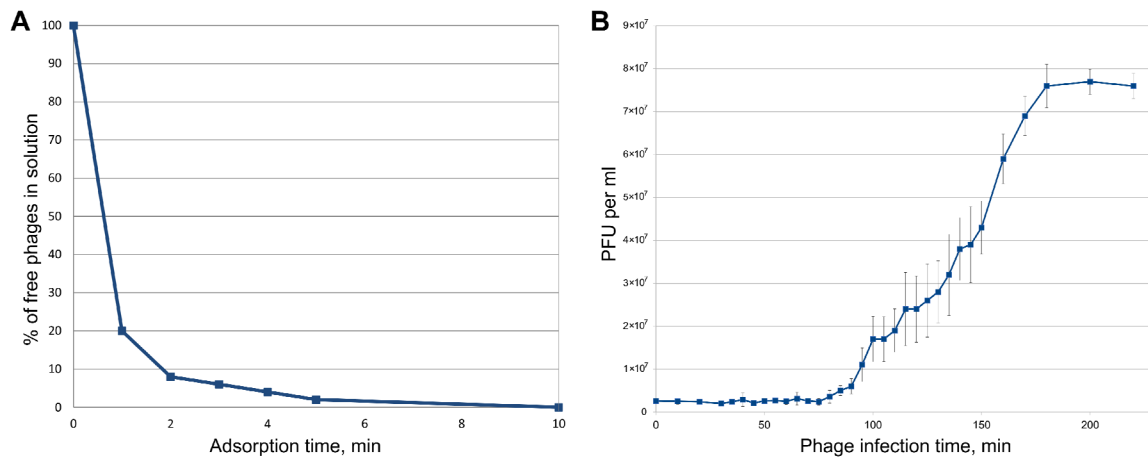 A
100
90
80
70
60
50
40
30
20
10
0
0 2 4 6 8 10
% of free phages in solution
Adsorption time, min
B
9×10⁷
8×10⁷
7×10⁷
6×10⁷
5×10⁷
4×10⁷
3×10⁷
2×10⁷
1×10⁷
0
0 50 100 150 200
PFU per ml
Phage infection time, min